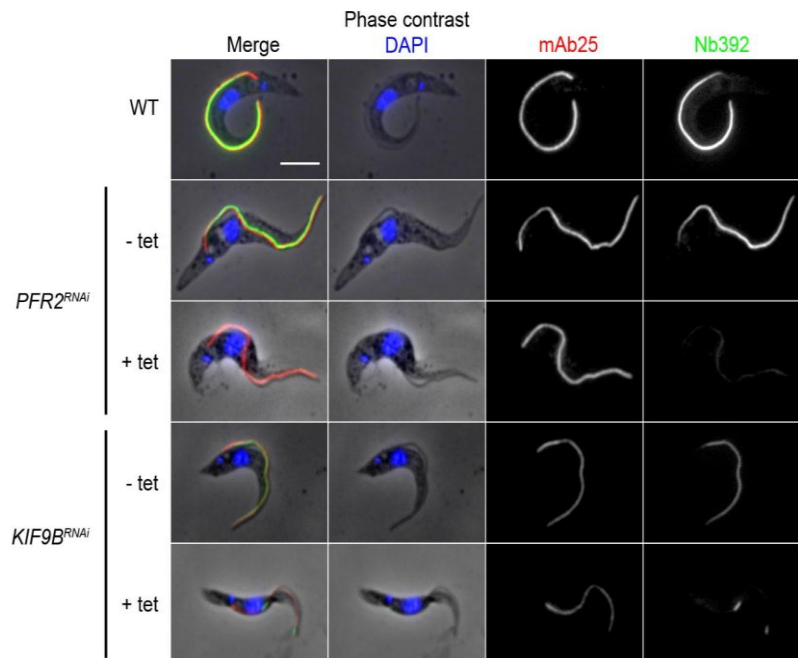 Phase contrast
Merge DAPI mAb25 Nb392
WT
- tet
PFR2RNAi
+ tet
- tet
KIF9BRNAi
+ tet